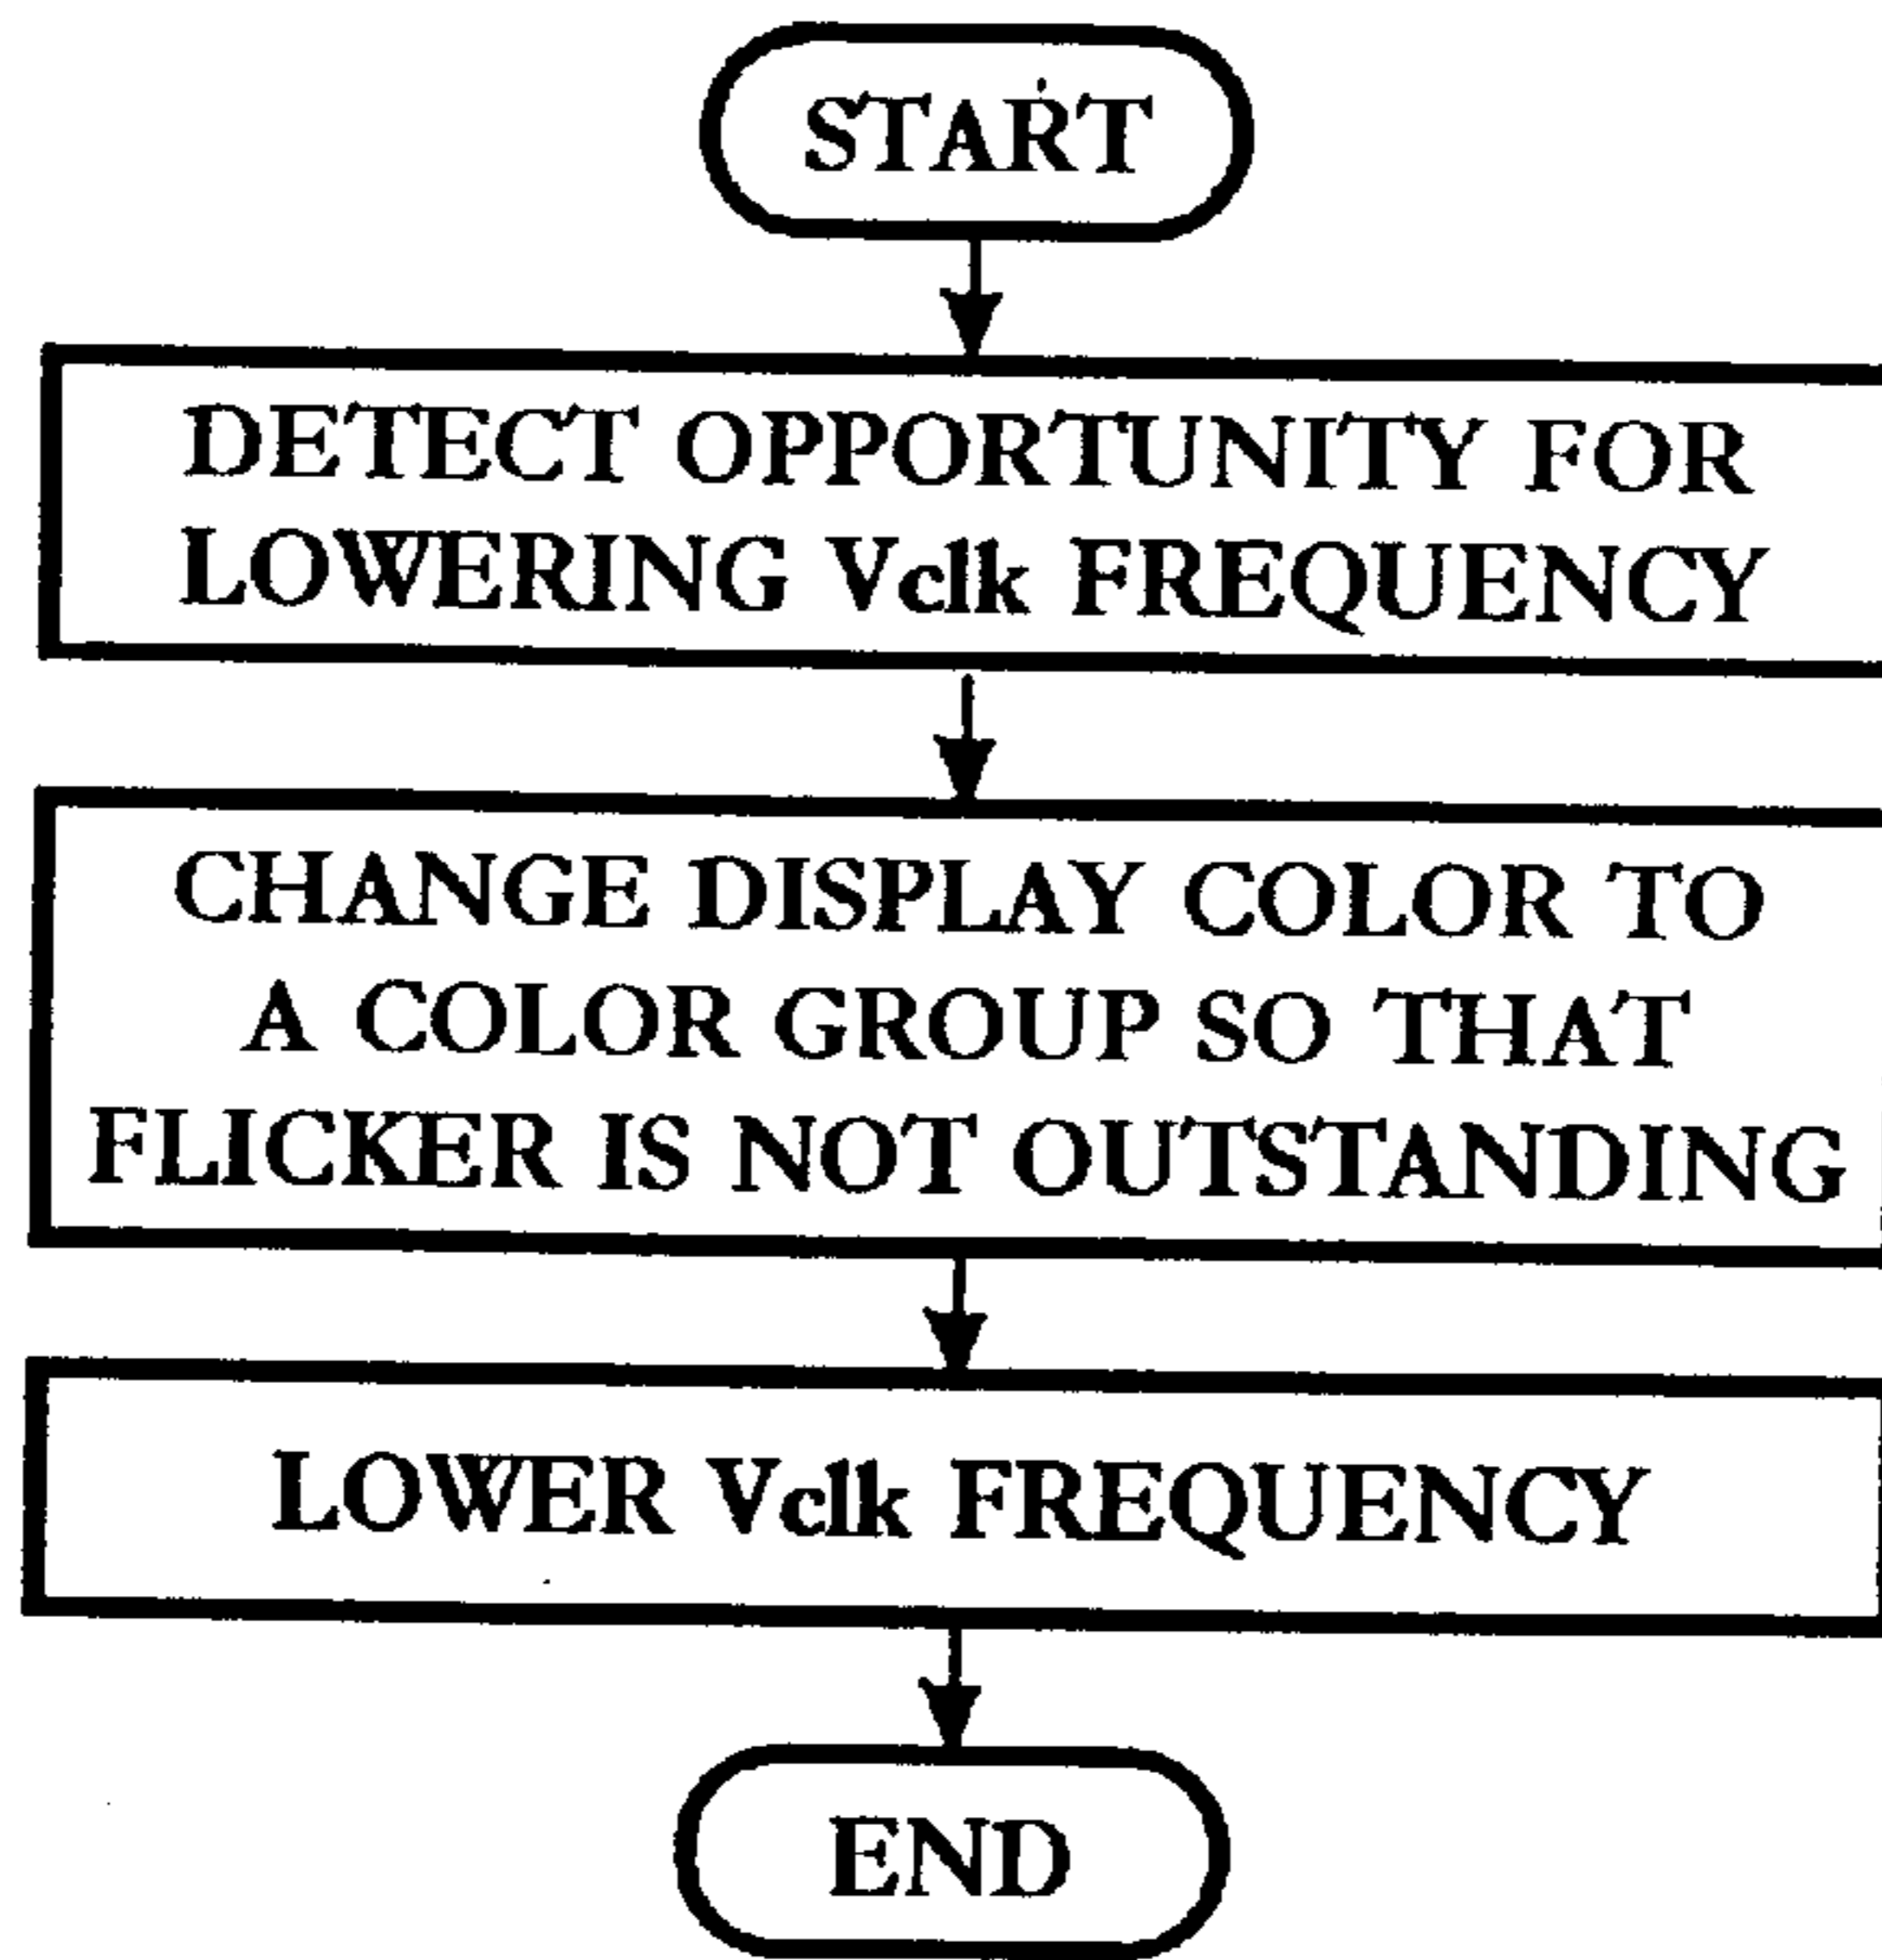 START
DETECT OPPORTUNITY FOR
LOWERING Vclk FREQUENCY
CHANGE DISPLAY COLOR TO
A COLOR GROUP SO THAT
FLICKER IS NOT OUTSTANDING
LOWER Vclk FREQUENCY
END